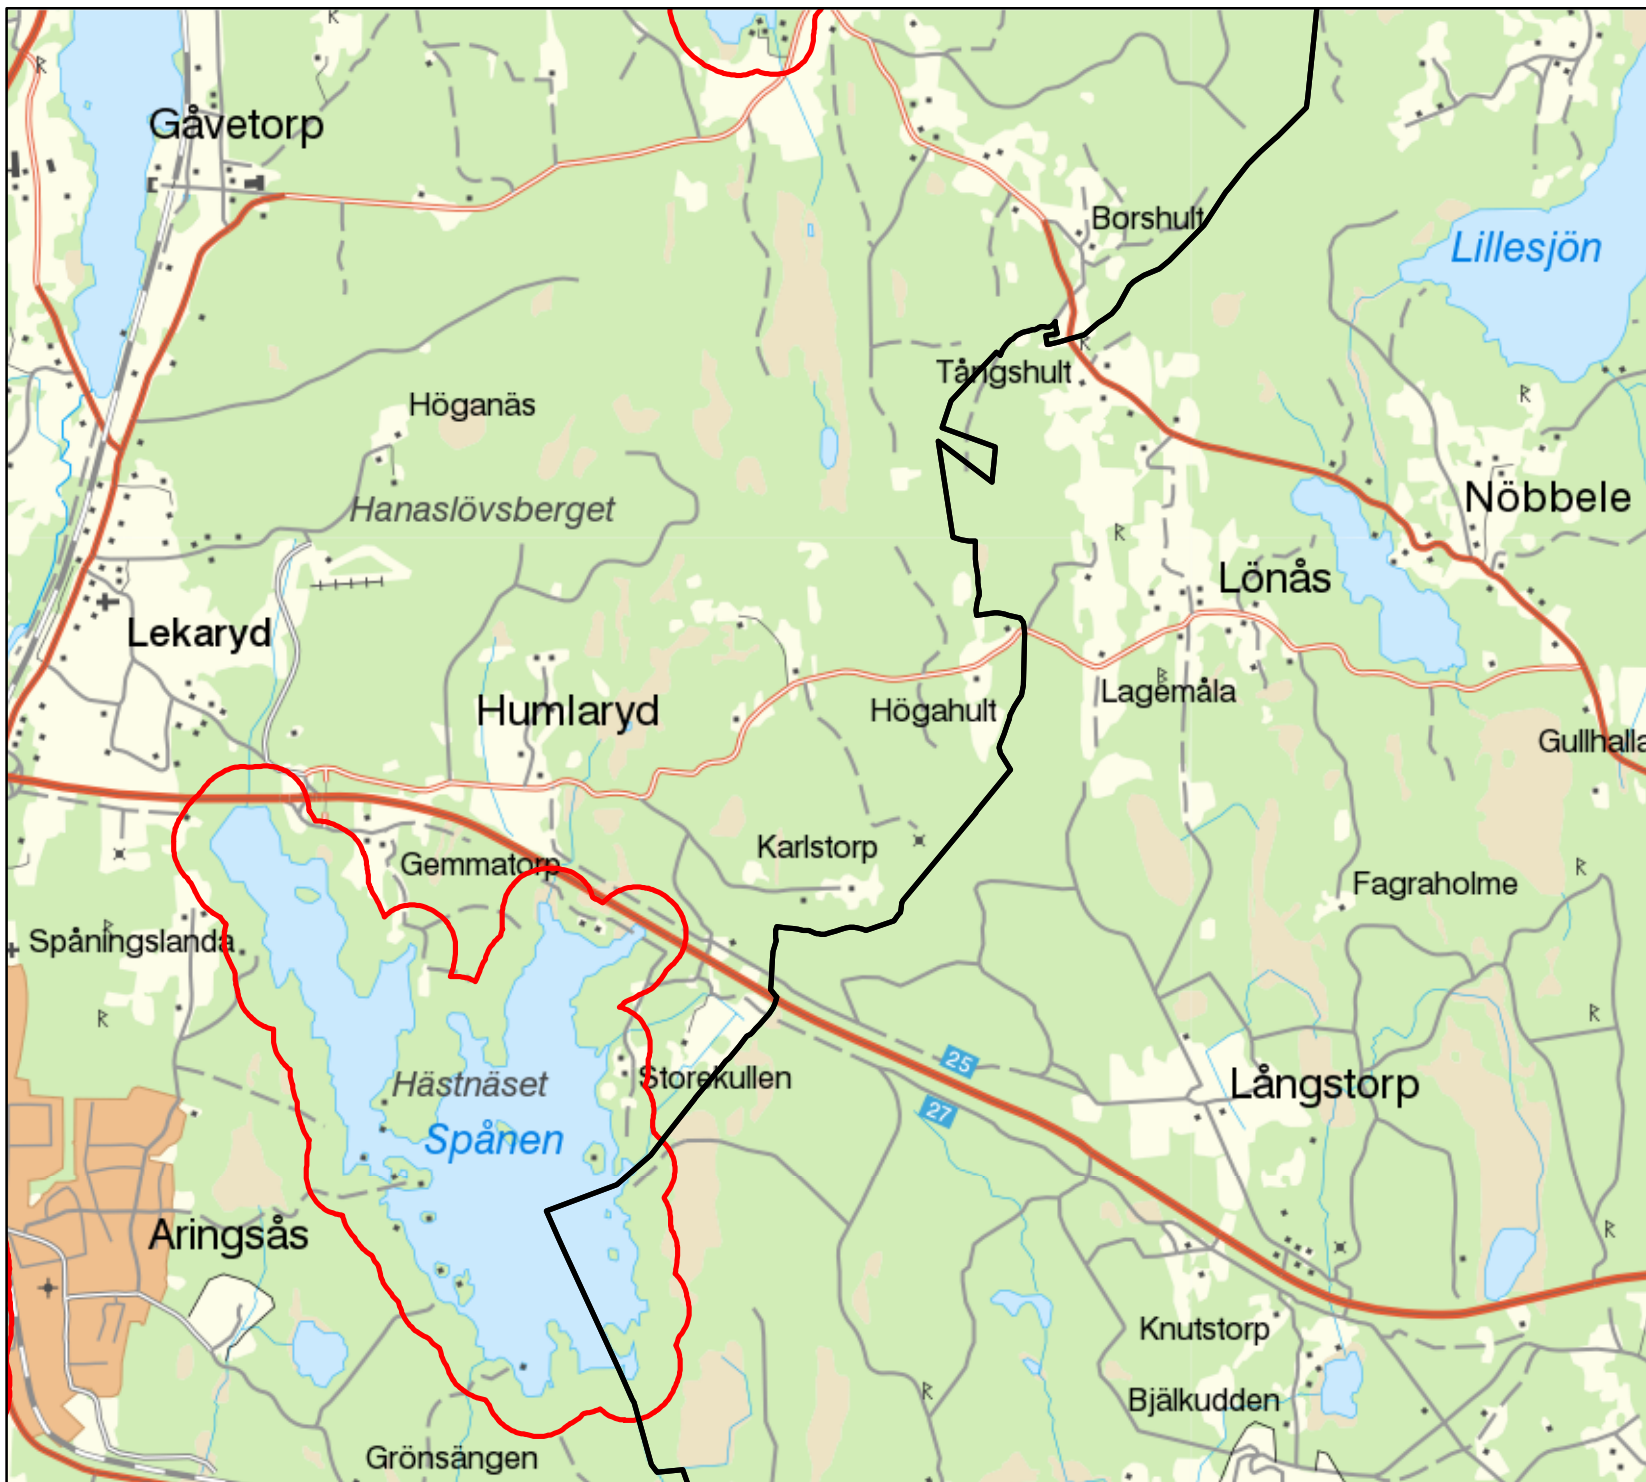 Gåvetorp
Borshult
Lillesjön
Tångshult
Höganäs
Nöbbele
Hanaslövsberget
Lönås
Lekaryd
Lagemåla
Humlaryd
Högahult
Gullhalla
Karlstorp
Gemmatorp
Fagraholme
Spåningslanda
25
Hästnäset
Storekullen
Långstorp
27
Spånen
Aringsås
Knutstorp
Bjälkudden
Grönsängen